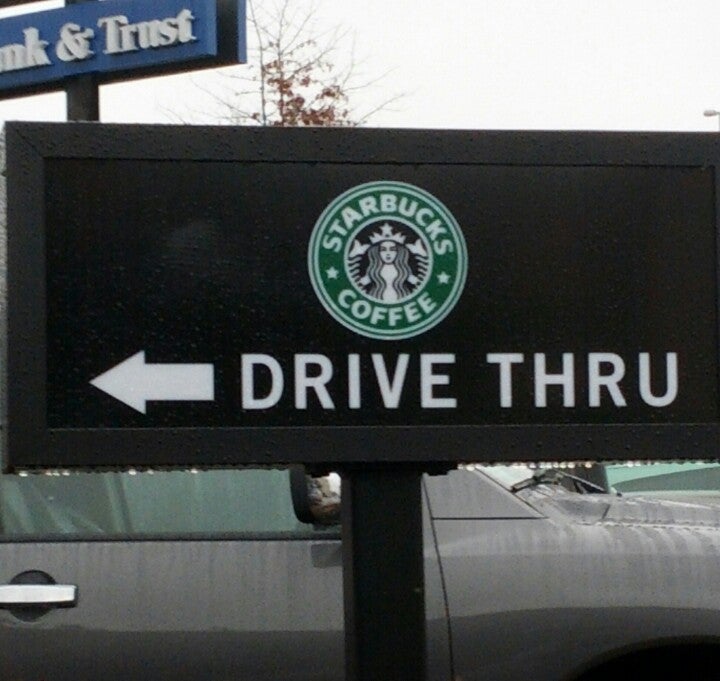 nk & Trust
STARBUCKS
COFFEE
DRIVE THRU